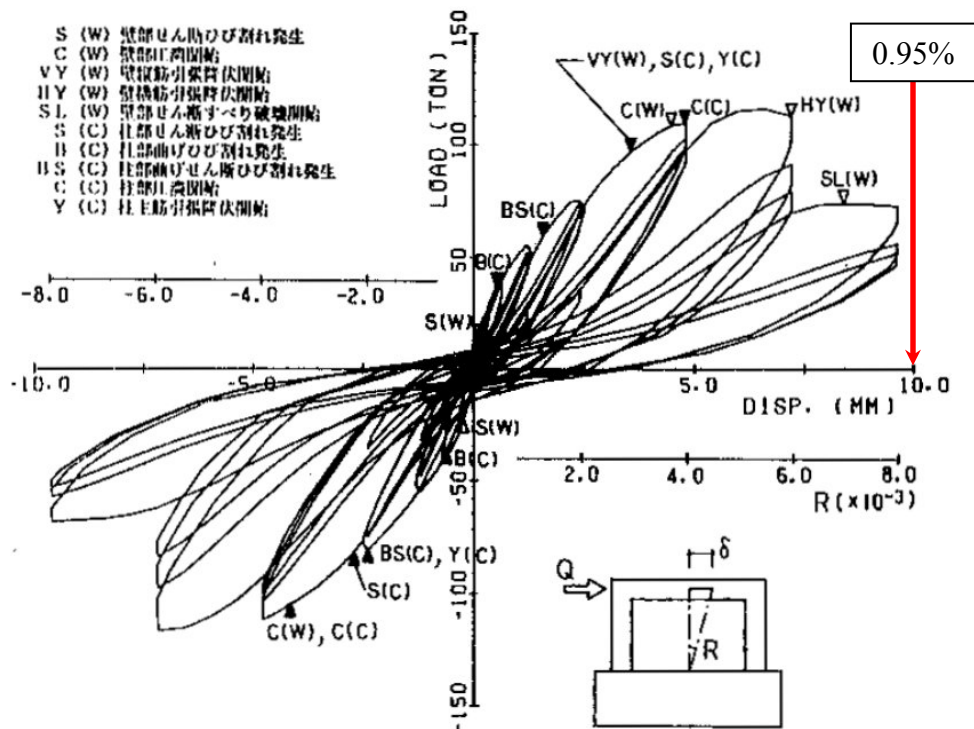 S (W) 壁部せん断ひび割れ発生
C (W) 壁部圧潰開始
VY (W) 壁縦筋引張降伏開始
HY (W) 壁横筋引張降伏開始
SL (W) 壁部せん断すべり破壊開始
S (C) 柱部せん断ひび割れ発生
B (C) 柱部曲げひび割れ発生
BS (C) 柱部曲げせん断ひび割れ発生
C (C) 柱部圧潰開始
Y (C) 柱主筋引張降伏開始
0.95%
150
100
50
LOAD (TON)
VY(W), S(C), Y(C)
C(W)
C(C)
HY(W)
SL(W)
BS(C)
B(C)
S(W)
-8.0 -6.0 -4.0 -2.0
-10.0 -5.0 5.0 10.0
DISP. (MM)
S(W)
B(C)
2.0 4.0 6.0 8.0
R(×10-3)
-50
BS(C), Y(C)
S(C)
-100
C(W), C(C)
-150
δ
Q
R